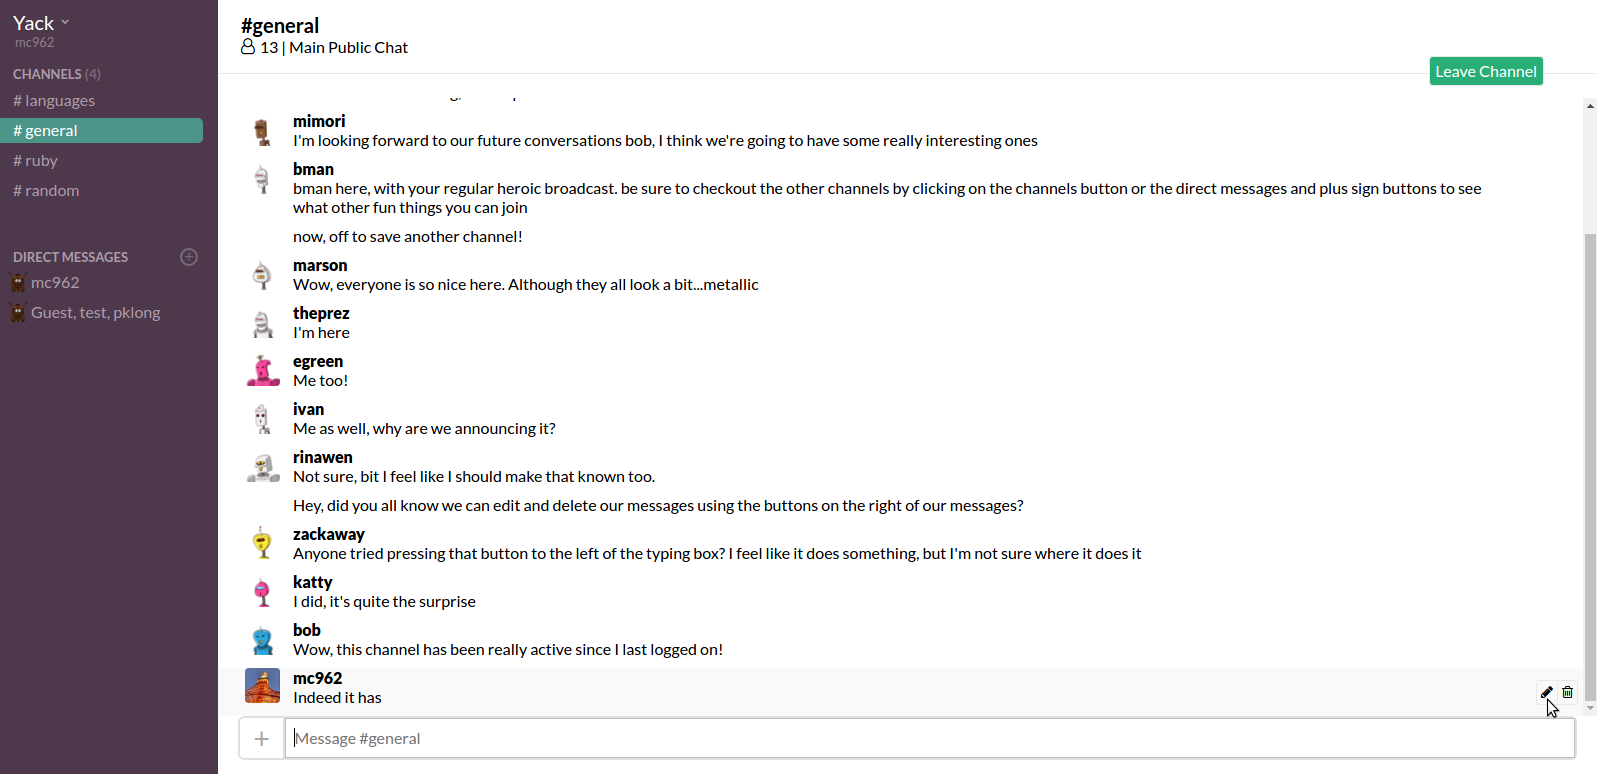 Yack
mc962
CHANNELS (4)
# languages
# general
# ruby
# random
DIRECT MESSAGES
mc962
Guest, test, pklong
#general
13 | Main Public Chat
Leave Channel
mimori
I'm looking forward to our future conversations bob, I think we're going to have some really interesting ones
bman
bman here, with your regular heroic broadcast. be sure to checkout the other channels by clicking on the channels button or the direct messages and plus sign buttons to see
what other fun things you can join
now, off to save another channel!
marson
Wow, everyone is so nice here. Although they all look a bit...metallic
theprez
I'm here
egreen
Me too!
ivan
Me as well, why are we announcing it?
rinawen
Not sure, bit I feel like I should make that known too.
Hey, did you all know we can edit and delete our messages using the buttons on the right of our messages?
zackaway
Anyone tried pressing that button to the left of the typing box? I feel like it does something, but I'm not sure where it does it
katty
I did, it's quite the surprise
bob
Wow, this channel has been really active since I last logged on!
mc962
Indeed it has
Message #general